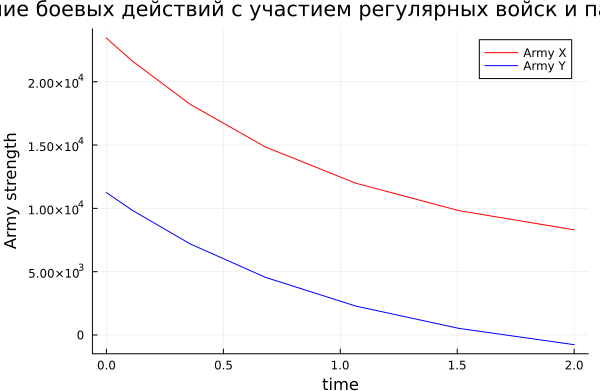 ние боевых действий с участием регулярных войск и па
Army X
Army Y
2.00×10⁴
1.50×10⁴
1.00×10⁴
5.00×10³
0
Army strength
0.0 0.5 1.0 1.5 2.0
time